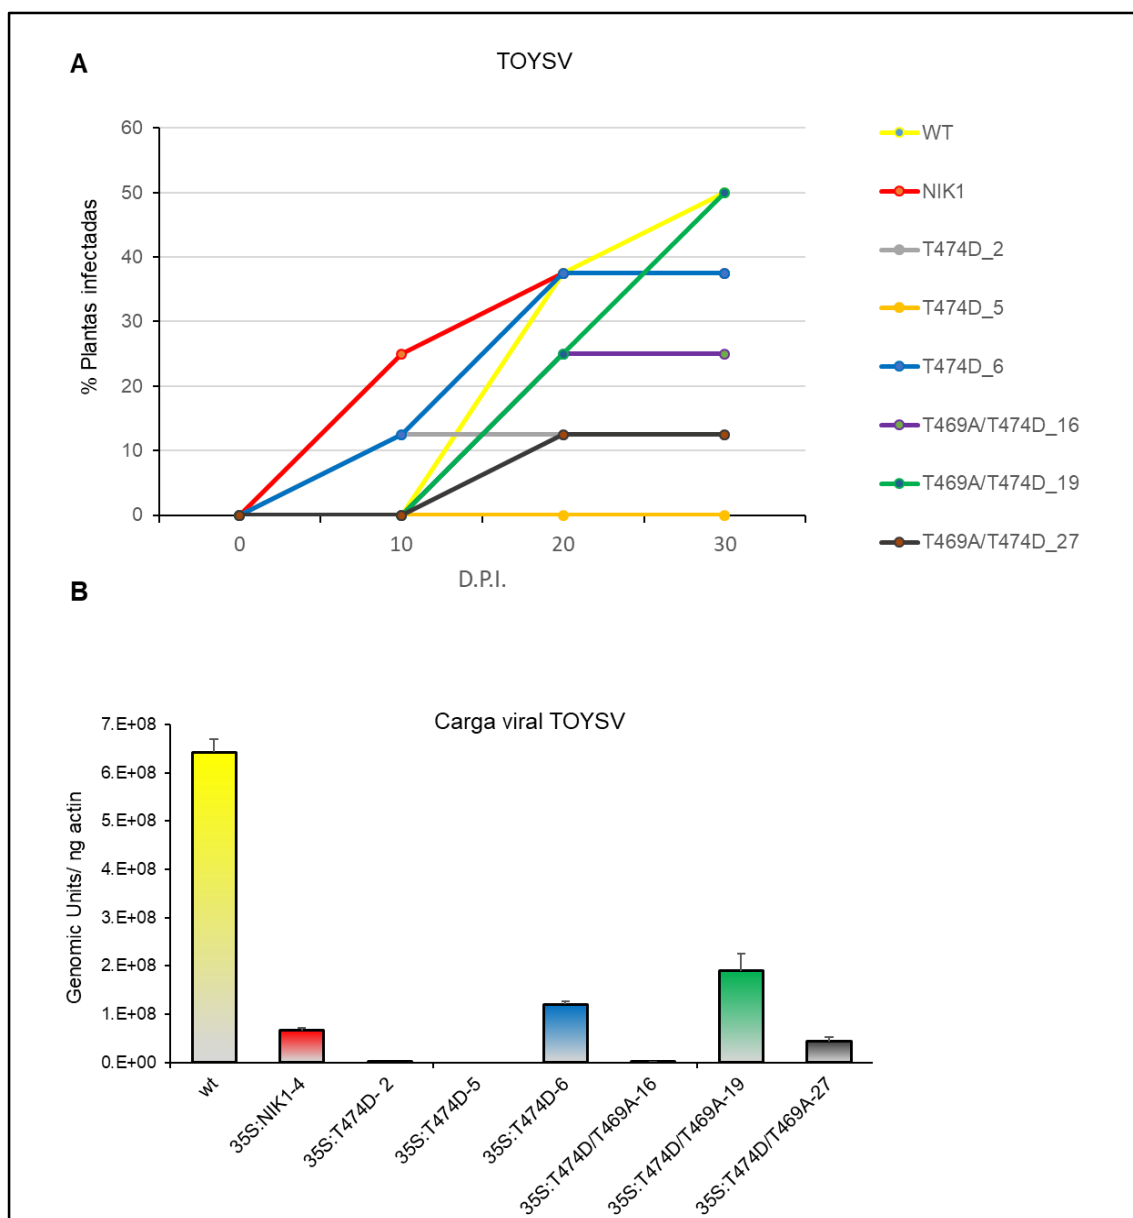 A
TOYSV
% Plantas infectadas
60
50
40
30
20
10
0
0 10 20 30
D.P.I.
WT
NIK1
T474D_2
T474D_5
T474D_6
T469A/T474D_16
T469A/T474D_19
T469A/T474D_27
B
Carga viral TOYSV
Genomic Units/ ng actin
7.E+08
6.E+08
5.E+08
4.E+08
3.E+08
2.E+08
1.E+08
0.E+00
wt
35S:NIK1-4
35S:T474D- 2
35S:T474D-5
35S:T474D-6
35S:T474D/T469A-16
35S:T474D/T469A-19
35S:T474D/T469A-27